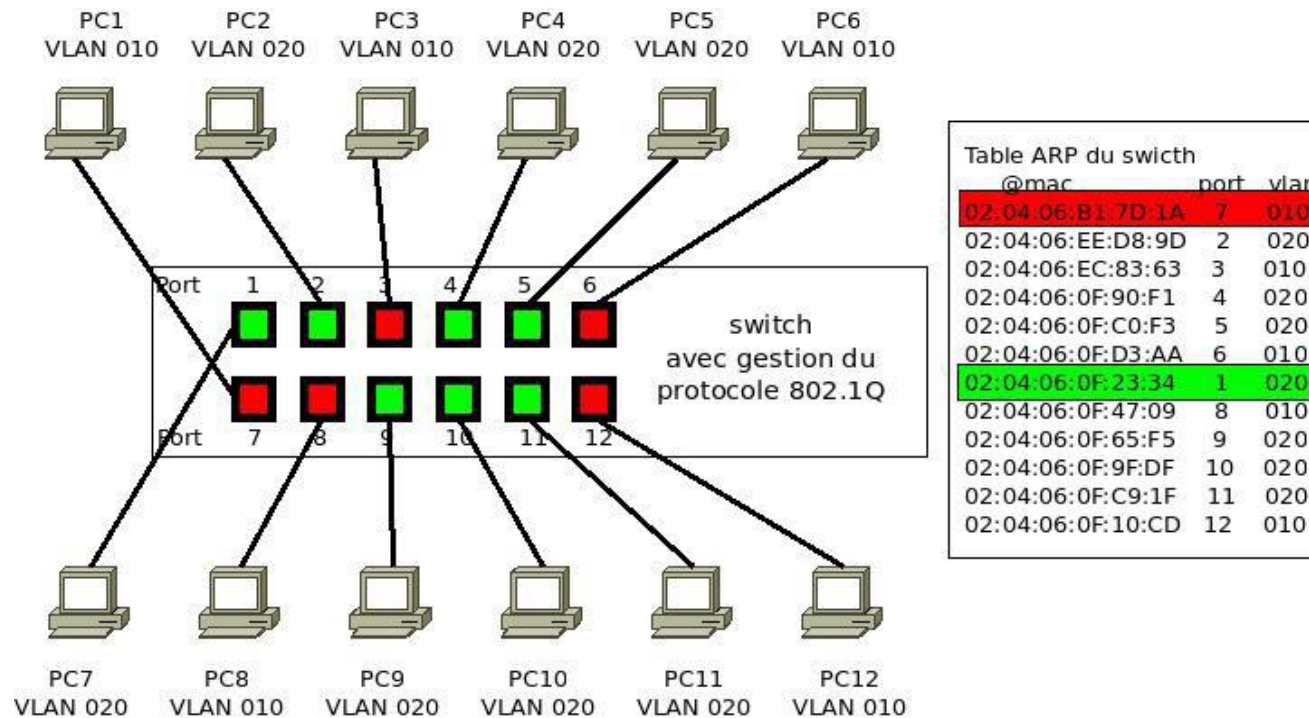 PC1 PC2 PC3 PC4 PC5 PC6
VLAN 010 VLAN 020 VLAN 010 VLAN 020 VLAN 020 VLAN 010
Port 1 2 3 4 5 6
switch
avec gestion du
protocole 802.1Q
Port 7 8 9 10 11 12
PC7 PC8 PC9 PC10 PC11 PC12
VLAN 020 VLAN 010 VLAN 020 VLAN 020 VLAN 020 VLAN 010
Table ARP du swicth
@mac port vlan
02:04:06:B1:7D:1A 7 010
02:04:06:EE:D8:9D 2 020
02:04:06:EC:83:63 3 010
02:04:06:0F:90:F1 4 020
02:04:06:0F:C0:F3 5 020
02:04:06:0F:D3:AA 6 010
02:04:06:0F:23:34 1 020
02:04:06:0F:47:09 8 010
02:04:06:0F:65:F5 9 020
02:04:06:0F:9F:DF 10 020
02:04:06:0F:C9:1F 11 020
02:04:06:0F:10:CD 12 010